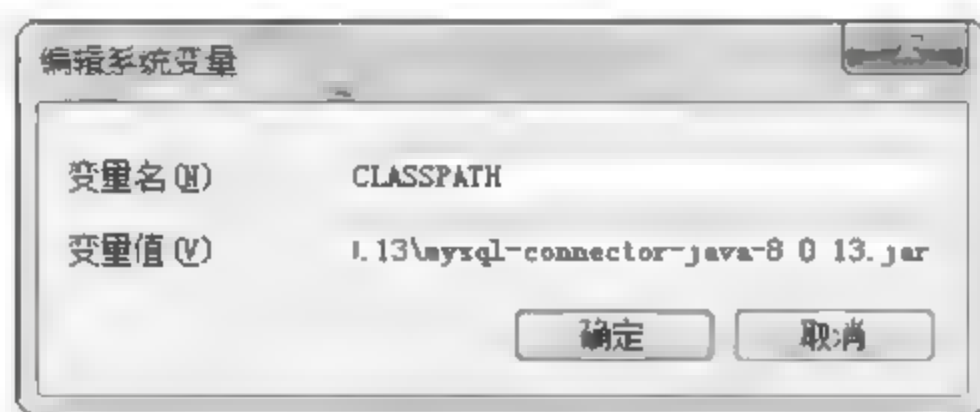 编辑系统变量
变量名(N) CLASSPATH
变量值(V) .13\mysql-connector-java-8 0 13.jar
确定 取消